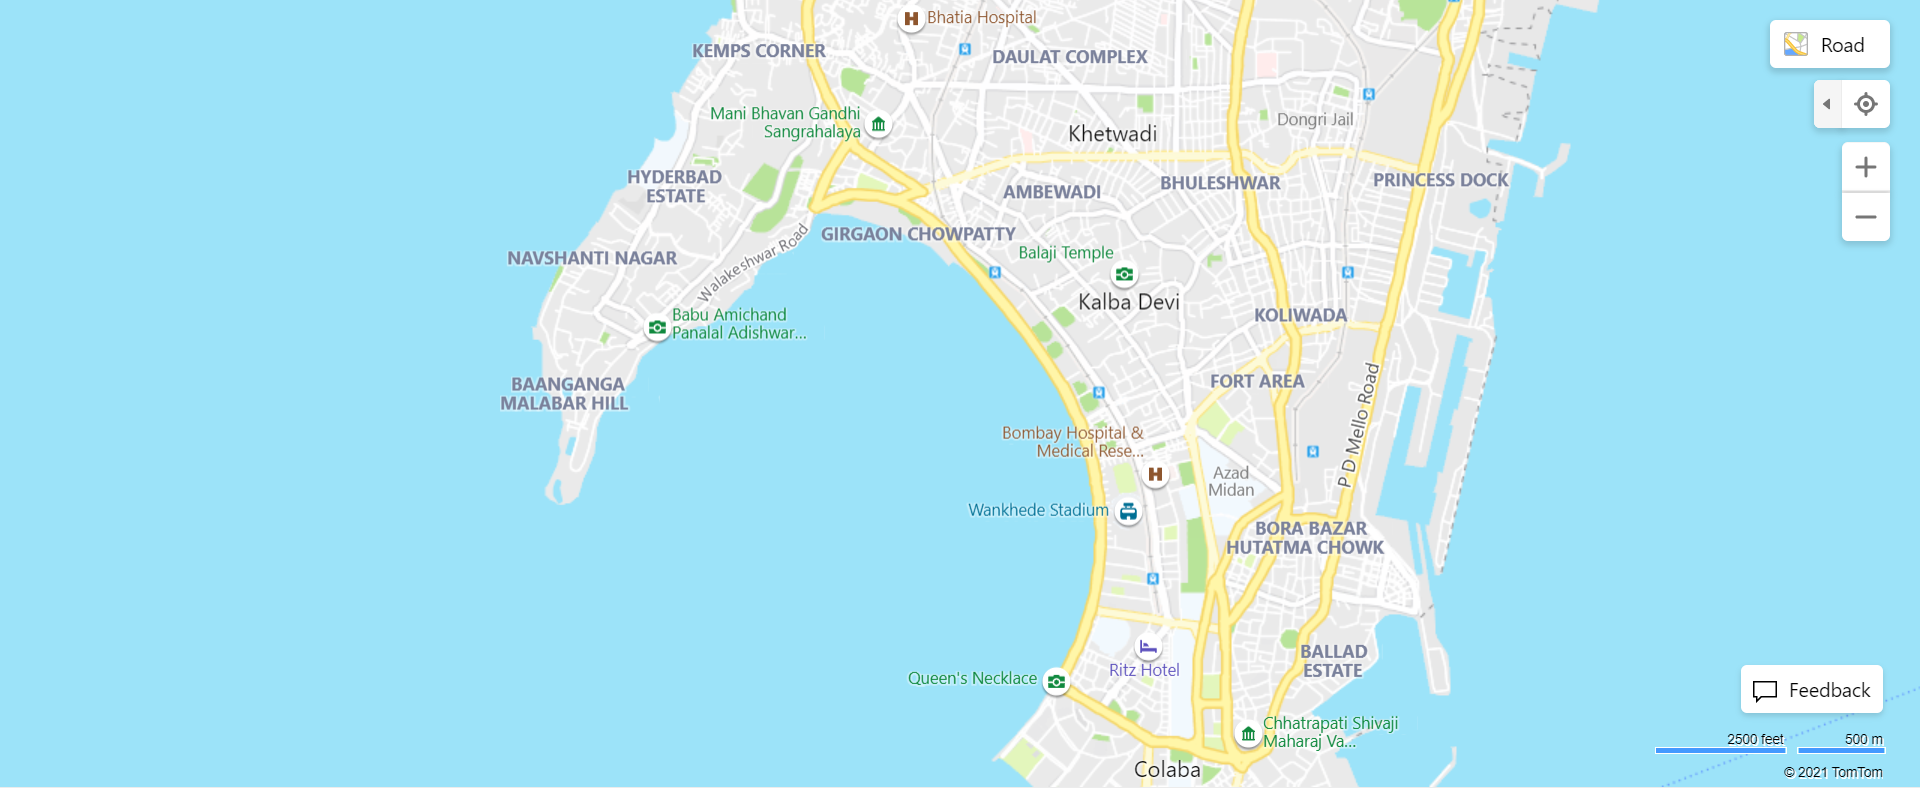 Bhatia Hospital
KEMPS CORNER
DAULAT COMPLEX
Road
Mani Bhavan Gandhi
Sangrahalaya
Khetwadi
Dongri Jail
HYDERBAD
ESTATE
AMBEWADI
BHULESHWAR
PRINCESS DOCK
GIRGAON CHOWPATTY
NAVSHANTI NAGAR
Walakeshwar Road
Balaji Temple
Kalba Devi
Babu Amichand
Panalal Adishwar...
KOLIWADA
BAANGANGA
MALABAR HILL
FORT AREA
P D Mello Road
Bombay Hospital &
Medical Rese...
Azad
Midan
Wankhede Stadium
BORA BAZAR
HUTATMA CHOWK
BALLAD
ESTATE
Ritz Hotel
Queen's Necklace
Feedback
Chhatrapati Shivaji
Maharaj Va...
2500 feet
500 m
Colaba
© 2021 TomTom